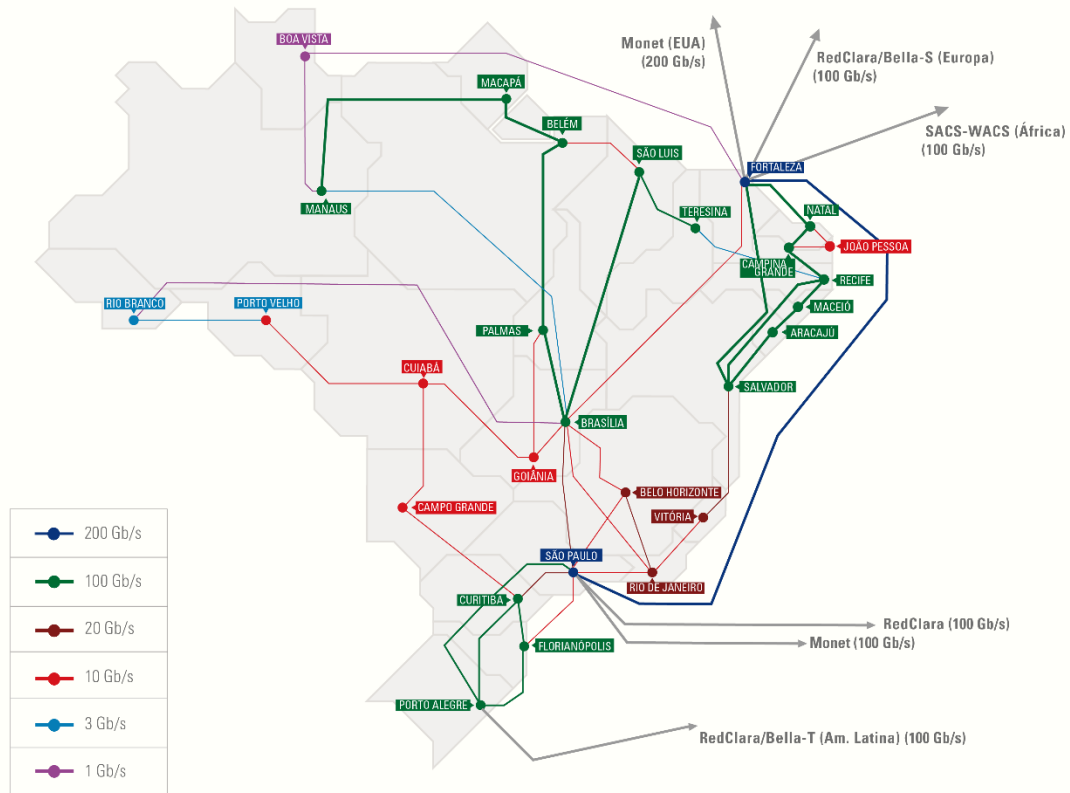 Monet (EUA)
(200 Gb/s)
RedClara/Bella-S (Europa)
(100 Gb/s)
SACS-WACS (África)
(100 Gb/s)
BOA VISTA
MACAPÁ
BELÉM
SÃO LUIS
FORTALEZA
MANAUS
TERESINA
NATAL
JOÃO PESSOA
CAMPINA
GRANDE
RECIFE
RIO BRANCO
PORTO VELHO
MACEIÓ
PALMAS
ARACAJÚ
CUIABÁ
SALVADOR
BRASÍLIA
GOIÂNIA
BELO HORIZONTE
CAMPO GRANDE
VITÓRIA
SÃO PAULO
RIO DE JANEIRO
CURITIBA
RedClara (100 Gb/s)
FLORIANÓPOLIS
Monet (100 Gb/s)
PORTO ALEGRE
RedClara/Bella-T (Am. Latina) (100 Gb/s)
200 Gb/s
100 Gb/s
20 Gb/s
10 Gb/s
3 Gb/s
1 Gb/s